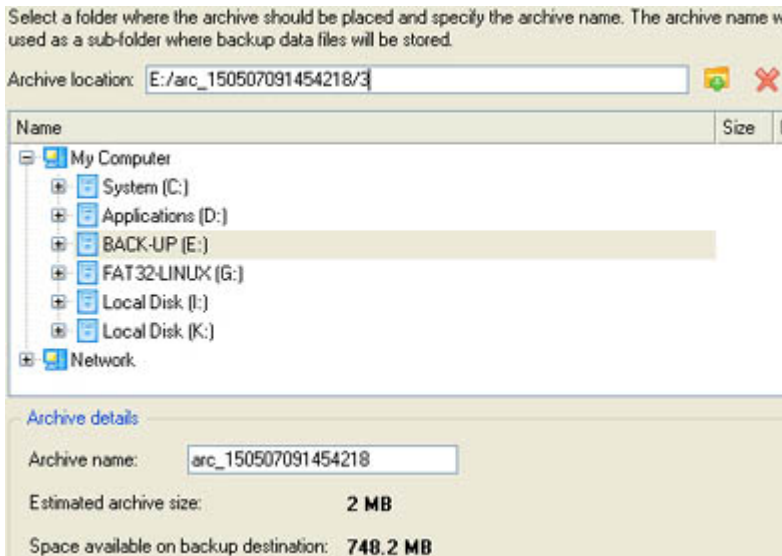 Select a folder where the archive should be placed and specify the archive name. The archive name
used as a sub-folder where backup data files will be stored.
Archive location: E:/arc_150507091454218/3
Name Size
My Computer
System (C:)
Applications (D:)
BACK-UP (E:)
FAT32-LINUX (G:)
Local Disk (I:)
Local Disk (K:)
Network
Archive details
Archive name: arc_150507091454218
Estimated archive size: 2 MB
Space available on backup destination: 748.2 MB